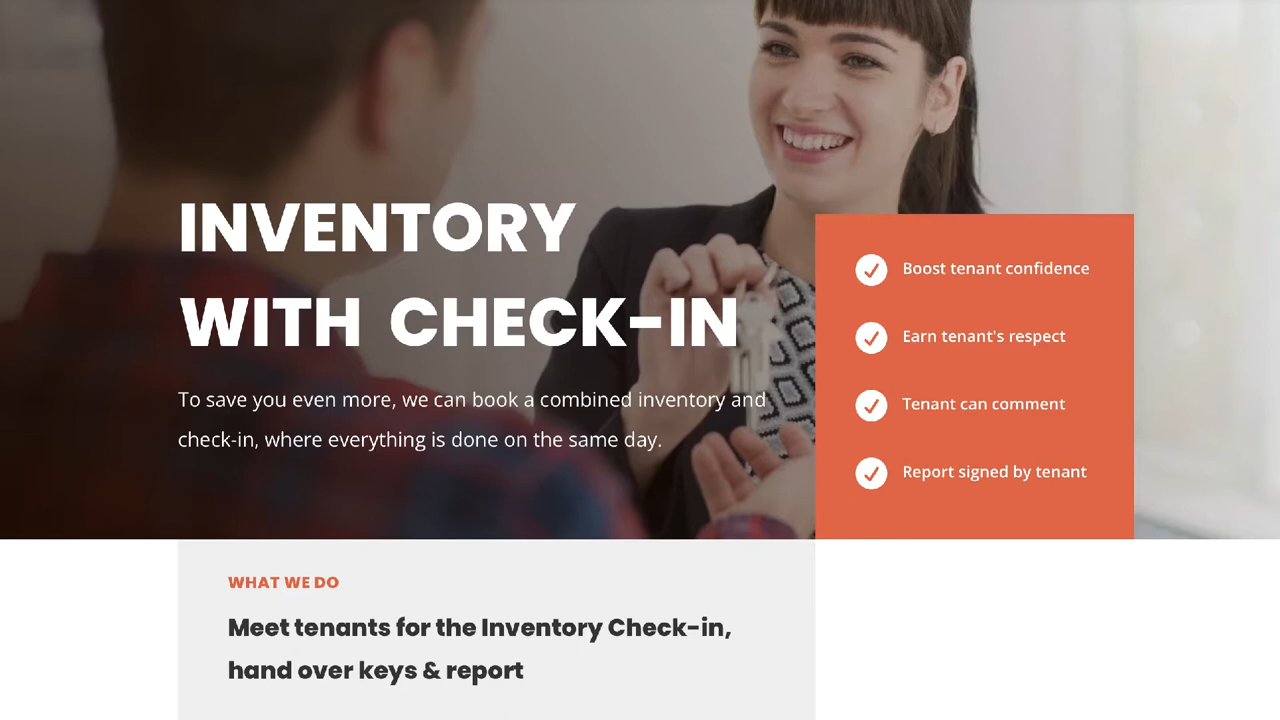 INVENTORY
WITH CHECK-IN
To save you even more, we can book a combined inventory and
check-in, where everything is done on the same day.
Boost tenant confidence
Earn tenant's respect
Tenant can comment
Report signed by tenant
WHAT WE DO
Meet tenants for the Inventory Check-in,
hand over keys & report